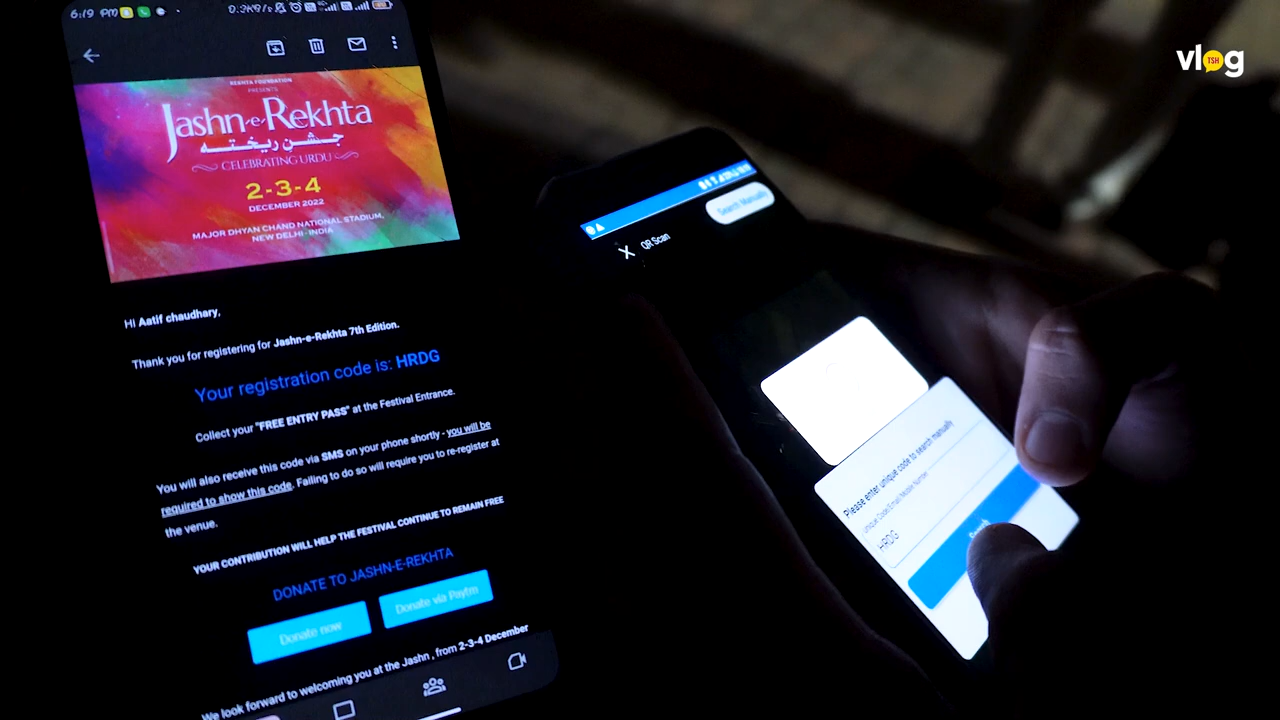 6:19 PM
vlog
TSH
REKHTA FOUNDATION
PRESENTS
Jashn-e-Rekhta
جشنِ ریختہ
CELEBRATING URDU
2-3-4
DECEMBER 2022
MAJOR DHYAN CHAND NATIONAL STADIUM,
NEW DELHI-INDIA
Hi Aatif chaudhary,
Thank you for registering for Jashn-e-Rekhta 7th Edition.
Your registration code is: HRDG
Collect your "FREE ENTRY PASS" at the Festival Entrance.
You will also receive this code via SMS on your phone shortly - you will be
required to show this code. Failing to do so will require you to re-register at
the venue.
YOUR CONTRIBUTION WILL HELP THE FESTIVAL CONTINUE TO REMAIN FREE
DONATE TO JASHN-E-REKHTA
Donate now
Donate via Paytm
We look forward to welcoming you at the Jashn , from 2-3-4 December
Search Manually
QR Scan
Please enter unique code to search manually
Unique Code/Email/Mobile Number
HRDG